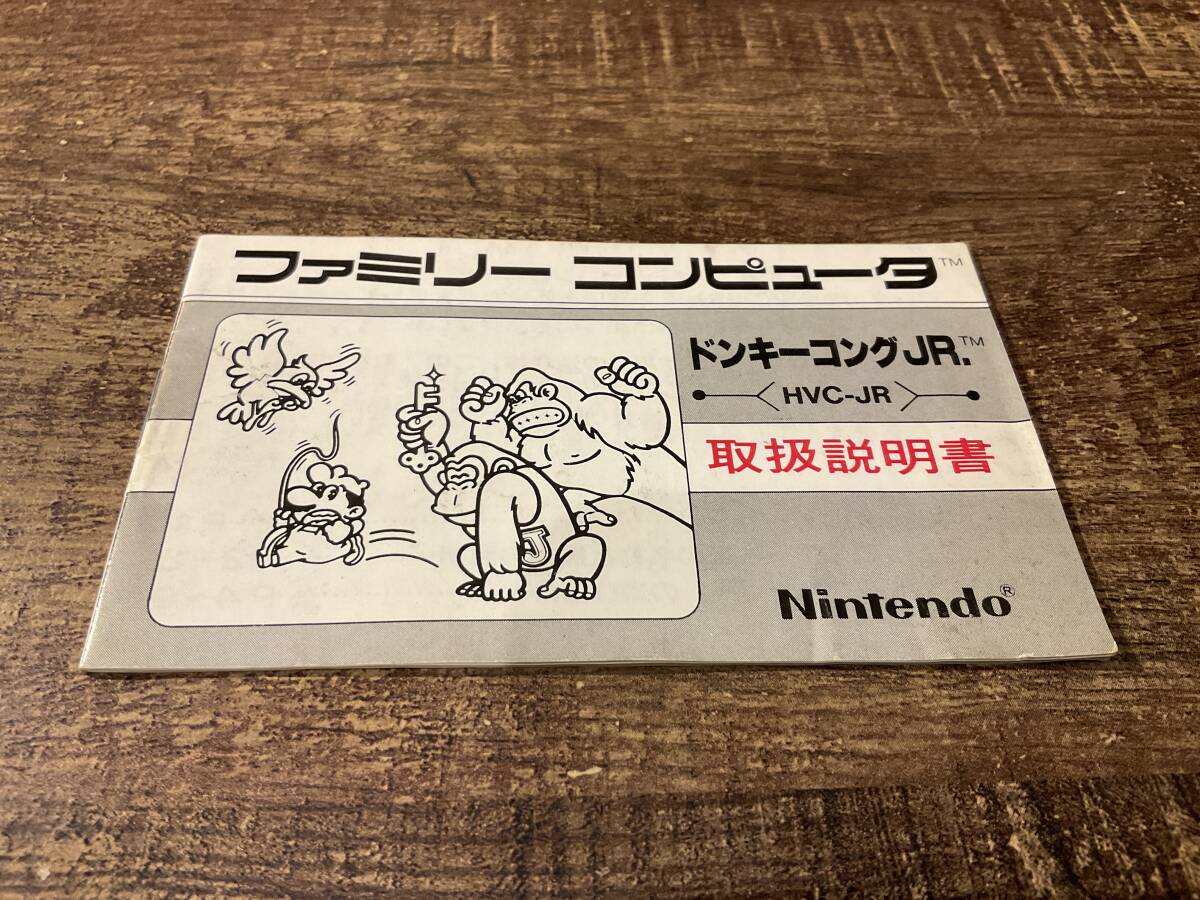 ファミリー コンピュータ™
ドンキーコングJR.™
HVC-JR
取扱説明書
J
Nintendo®